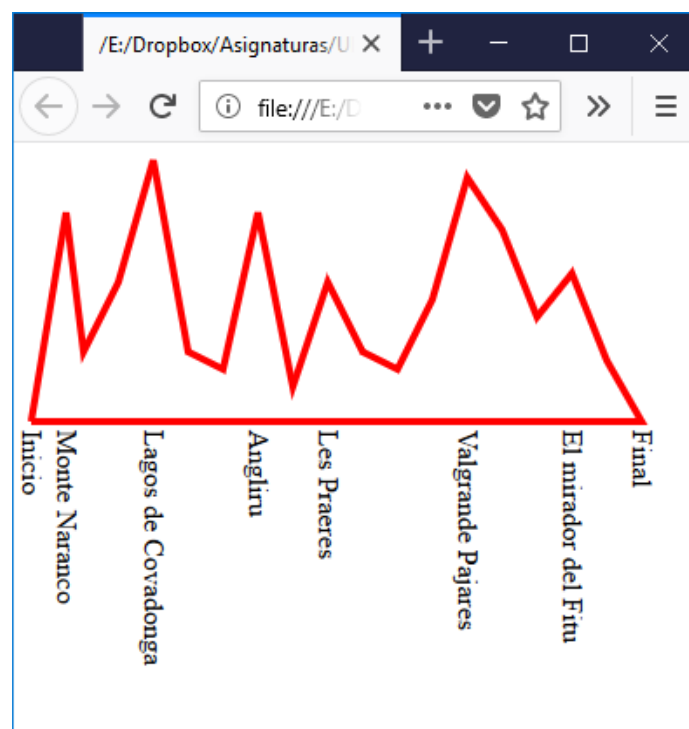 /E:/Dropbox/Asignaturas/U
file:///E:/D
Inicio
Monte Naranco
Lagos de Covadonga
Angliru
Les Praeres
Valgrande Pajares
El mirador del Fitu
Final